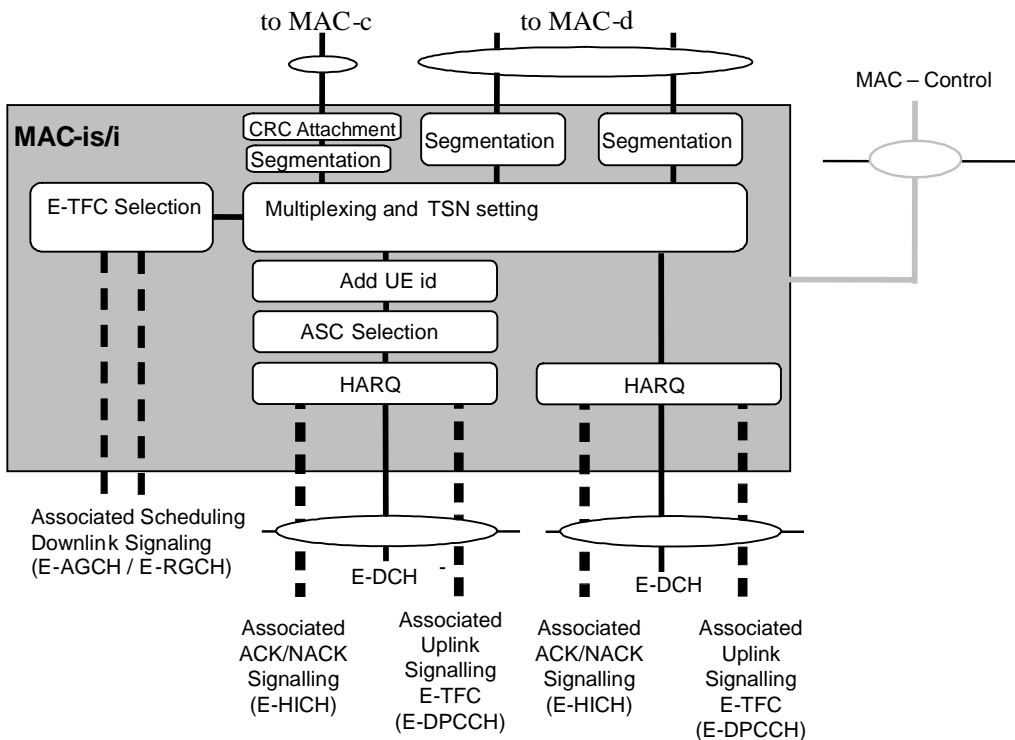 to MAC-c
to MAC-d
MAC – Control
MAC-is/i
CRC Attachment
Segmentation
Segmentation
Segmentation
E-TFC Selection
Multiplexing and TSN setting
Add UE id
ASC Selection
HARQ
HARQ
Associated Scheduling
Downlink Signaling
(E-AGCH / E-RGCH)
E-DCH -
E-DCH
Associated
ACK/NACK
Signalling
(E-HICH)
Associated
Uplink
Signalling
E-TFC
(E-DPCCH)
Associated
ACK/NACK
Signalling
(E-HICH)
Associated
Uplink
Signalling
E-TFC
(E-DPCCH)